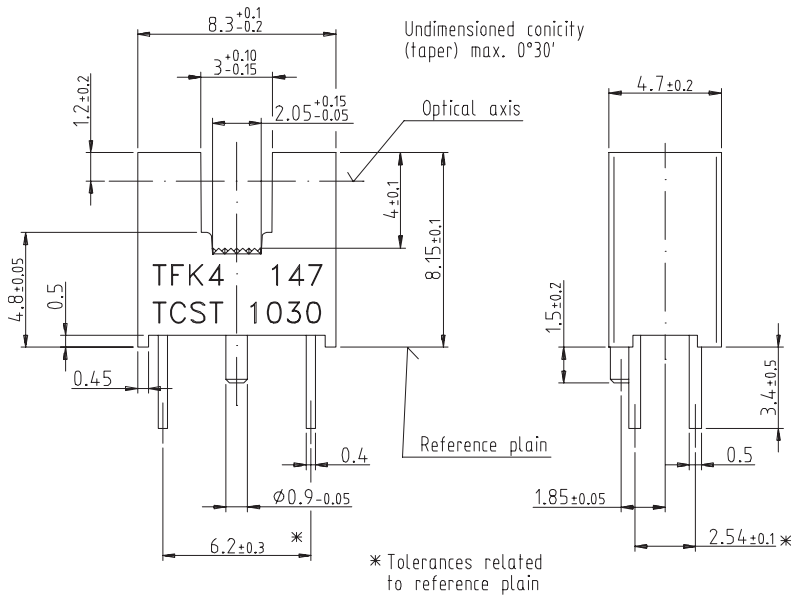 8.3+0.1-0.2
Undimensioned conicity
(taper) max. 0°30'
3+0.10-0.15
4.7±0.2
1.2±0.2
2.05+0.15-0.05
Optical axis
4±0.1
8.15±0.1
4.8±0.05
0.5
TFK4 147
TCST 1030
1.5±0.2
0.45
3.4±0.5
Reference plain
0.4
0.5
Ø0.9-0.05
1.85±0.05
6.2±0.3 *
2.54±0.1*
* Tolerances related
to reference plain